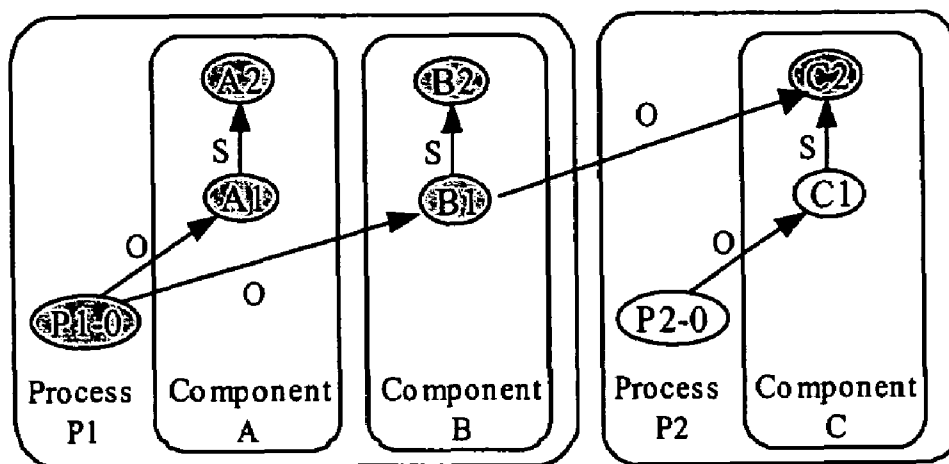 A2
B2
C2
O
S
S
S
A1
B1
C1
O
O
O
P1-0
P2-0
Process
P1
Component
A
Component
B
Process
P2
Component
C